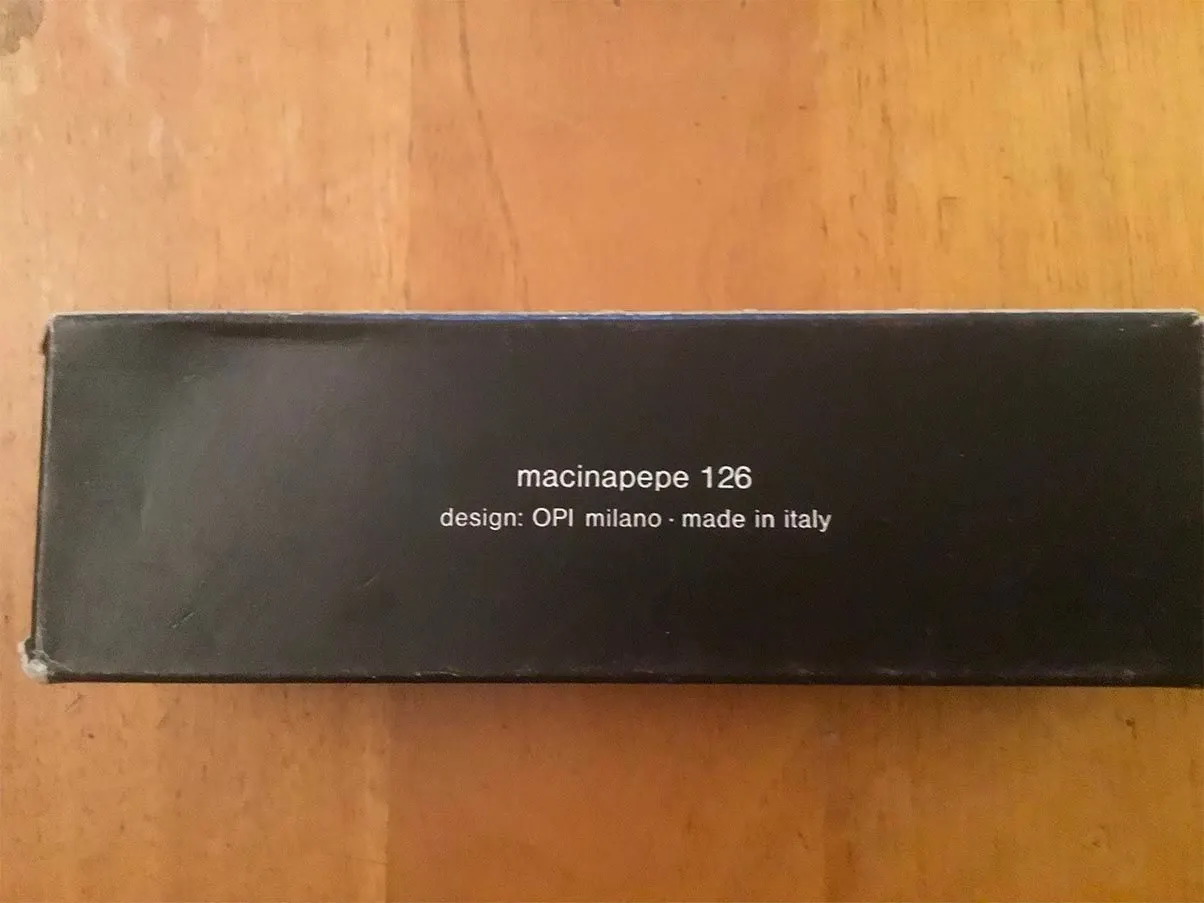 macinapepe 126
design: OPI milano · made in italy